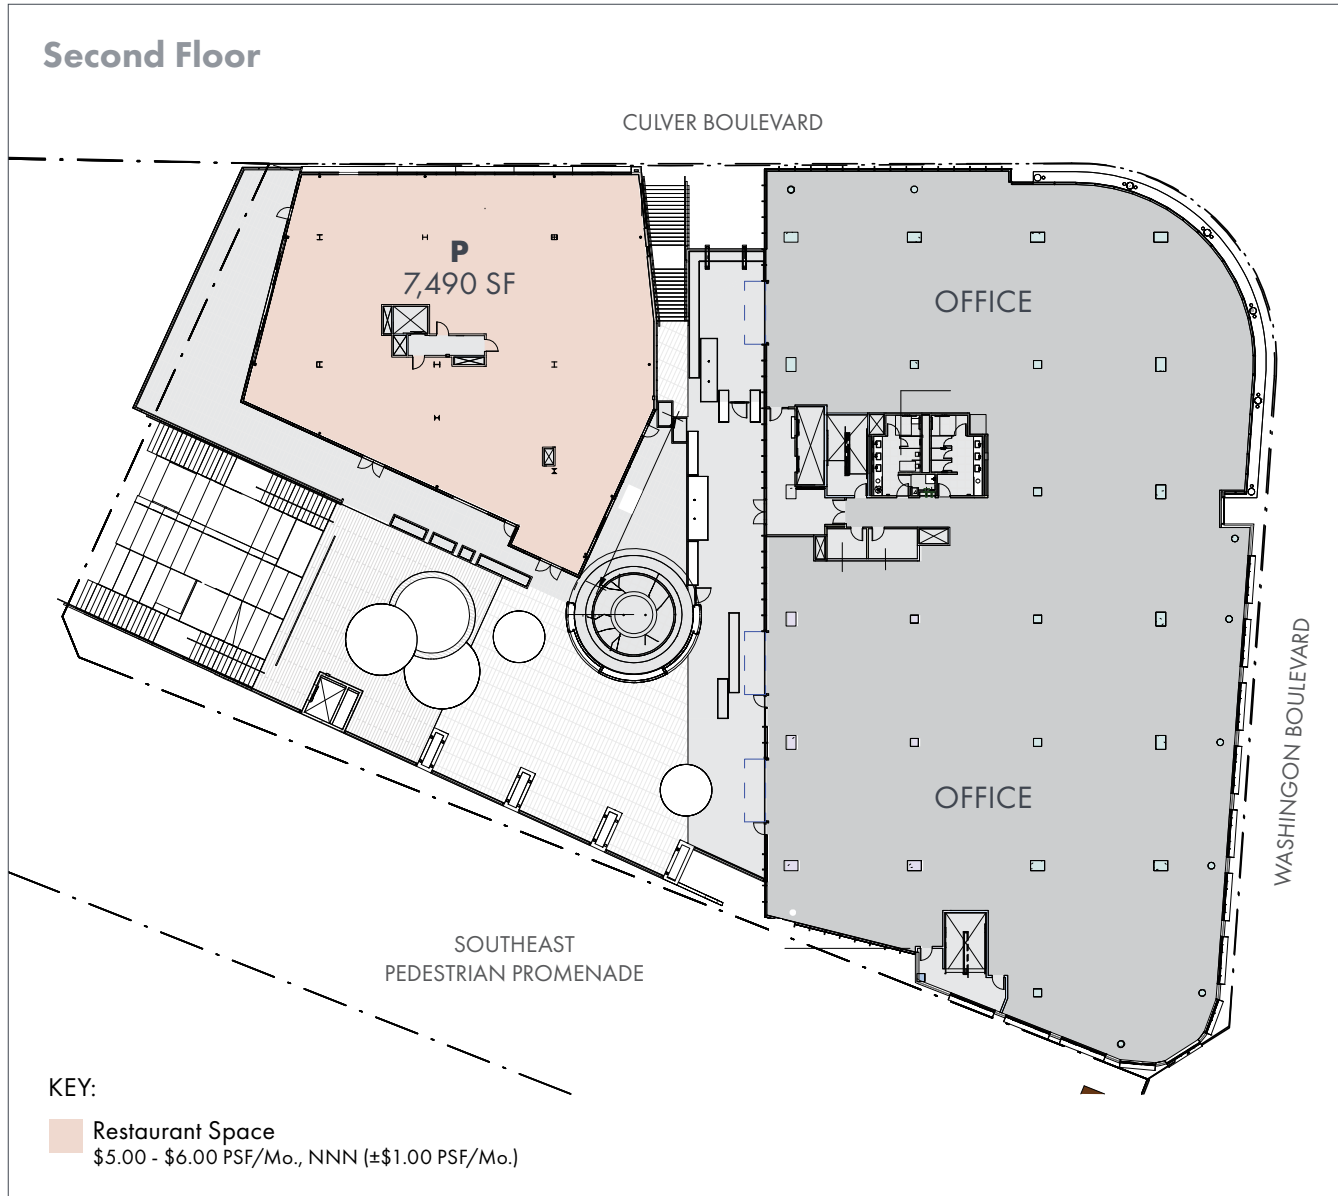 Second Floor
CULVER BOULEVARD
P
7,490 SF
OFFICE
WASHINGON BOULEVARD
OFFICE
SOUTHEAST
PEDESTRIAN PROMENADE
KEY:
Restaurant Space
$5.00 - $6.00 PSF/Mo., NNN (±$1.00 PSF/Mo.)